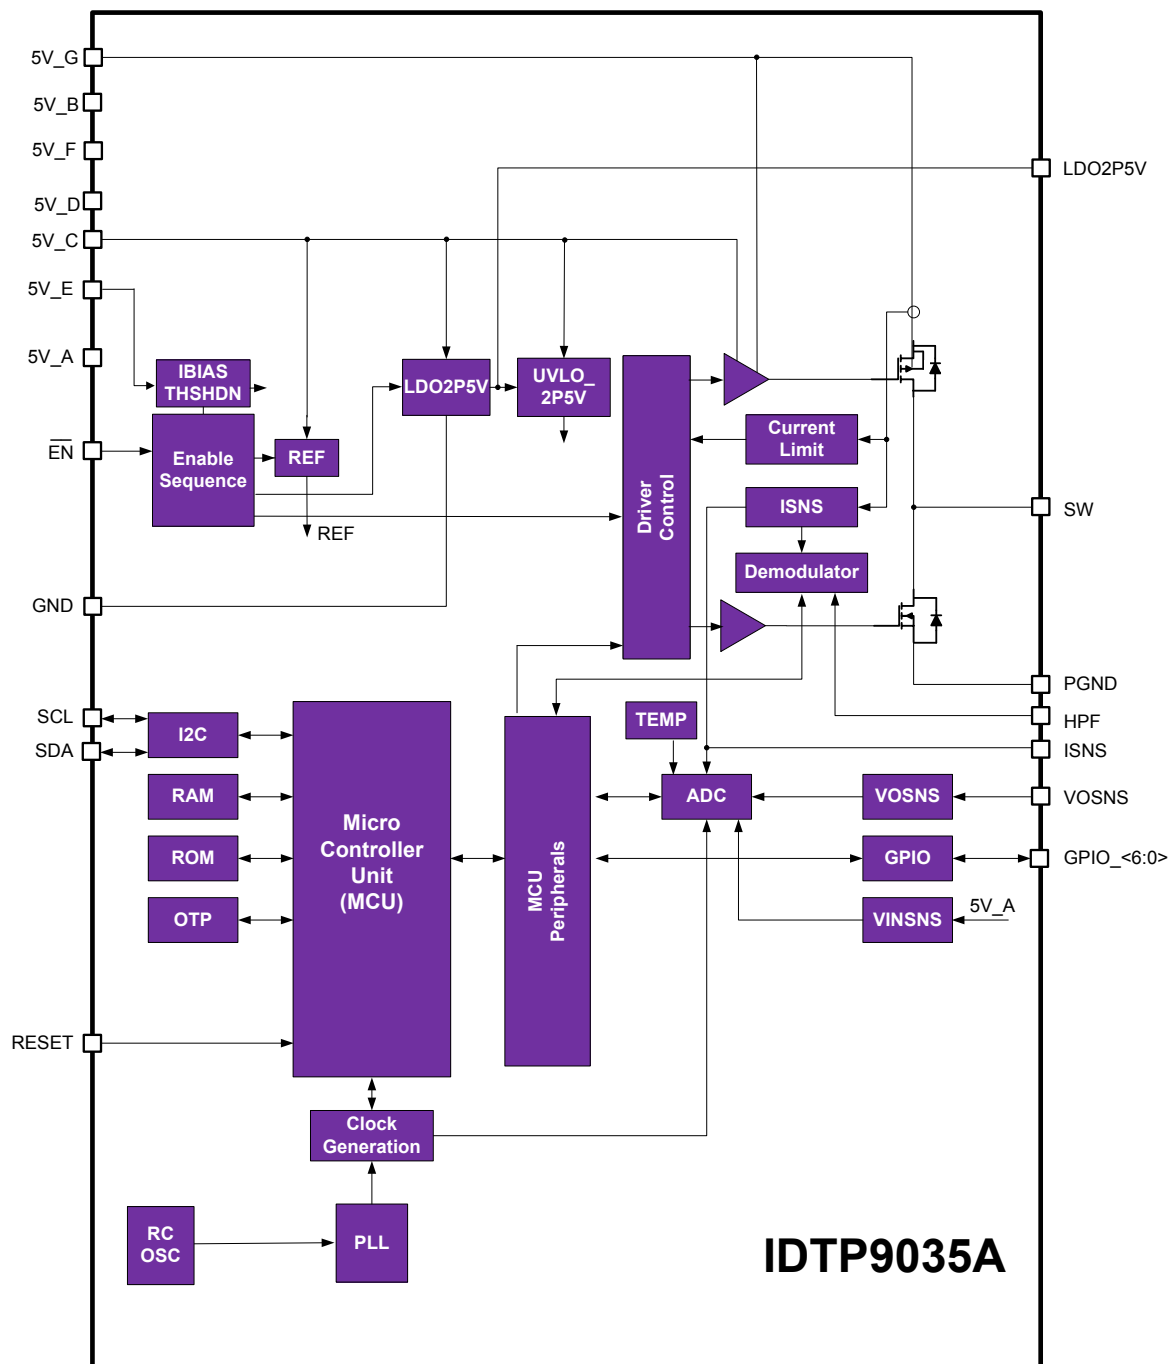 5V_G
5V_B
5V_F
5V_D
5V_C
5V_E
5V_A
EN
GND
SCL
SDA
RESET
LDO2P5V
SW
PGND
HPF
ISNS
VOSNS
GPIO_<6:0>
IBIAS
THSHDN
Enable
Sequence
REF
REF
LDO2P5V
UVLO_
2P5V
Driver
Control
Current
Limit
ISNS
Demodulator
I2C
RAM
ROM
OTP
Micro
Controller
Unit
(MCU)
MCU
Peripherals
TEMP
ADC
VOSNS
GPIO
VINSNS
5V_A
Clock
Generation
RC
OSC
PLL
IDTP9035A